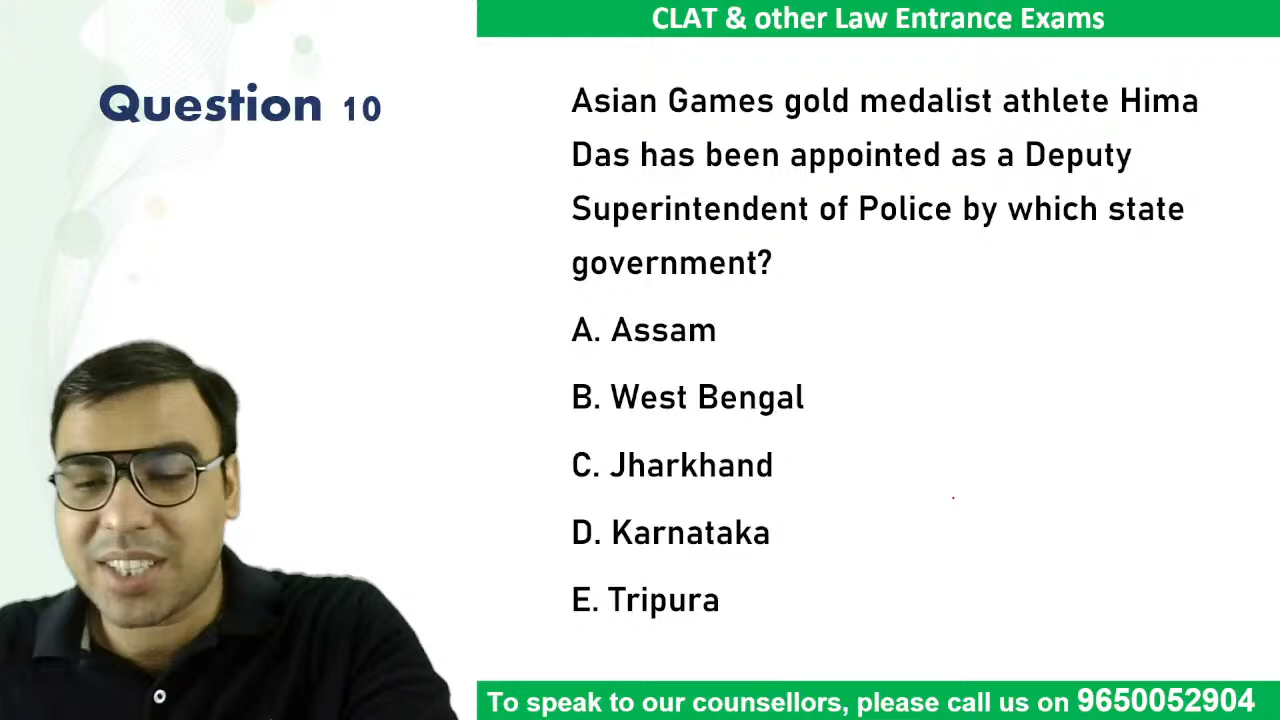 CLAT & other Law Entrance Exams
Question 10
Asian Games gold medalist athlete Hima
Das has been appointed as a Deputy
Superintendent of Police by which state
government?
A. Assam
B. West Bengal
C. Jharkhand
D. Karnataka
E. Tripura
To speak to our counsellors, please call us on 9650052904